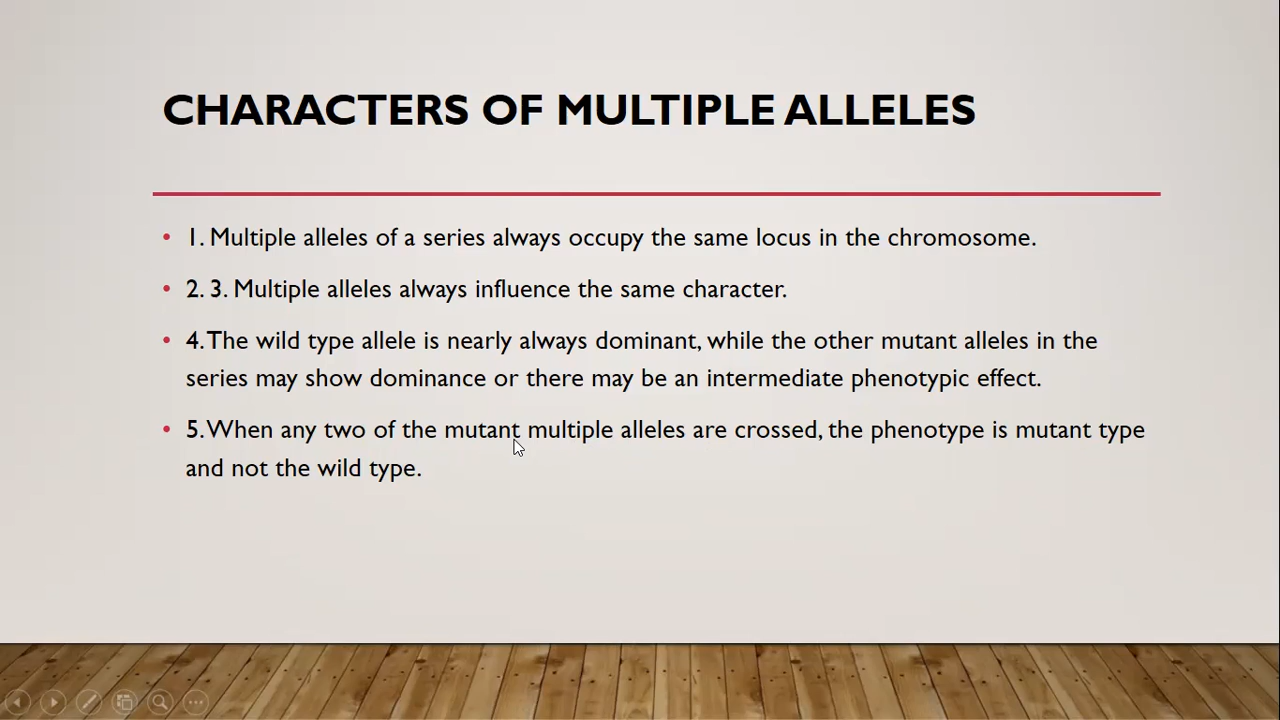 CHARACTERS OF MULTIPLE ALLELES
• 1. Multiple alleles of a series always occupy the same locus in the chromosome.
• 2. 3. Multiple alleles always influence the same character.
• 4. The wild type allele is nearly always dominant, while the other mutant alleles in the
series may show dominance or there may be an intermediate phenotypic effect.
• 5. When any two of the mutant multiple alleles are crossed, the phenotype is mutant type
and not the wild type.